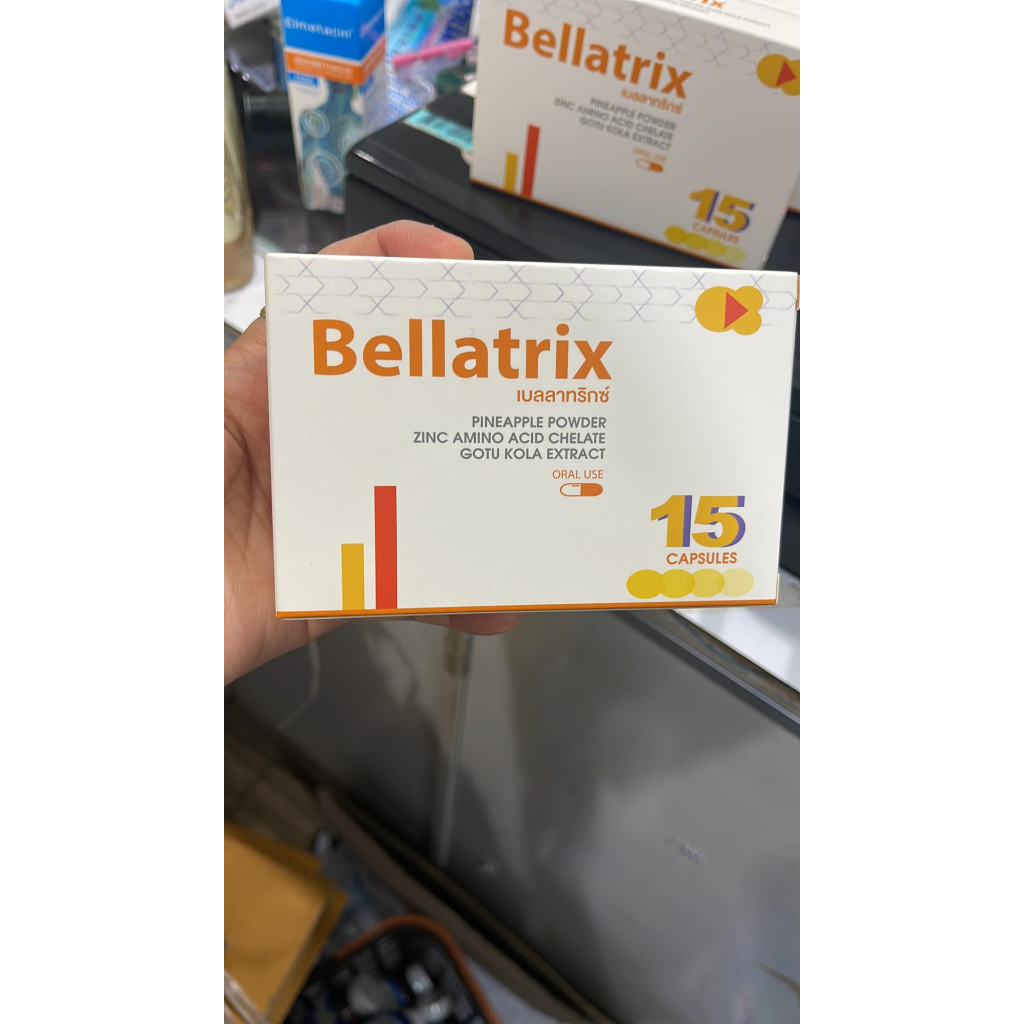 Bellatrix
เบลลาทริกซ์
PINEAPPLE POWDER
ZINC AMINO ACID CHELATE
GOTU KOLA EXTRACT
ORAL USE
15
CAPSULES
Bellatrix
เบลลาทริกซ์
PINEAPPLE POWDER
ZINC AMINO ACID CHELATE
GOTU KOLA EXTRACT
ORAL USE
15
CAPSULES